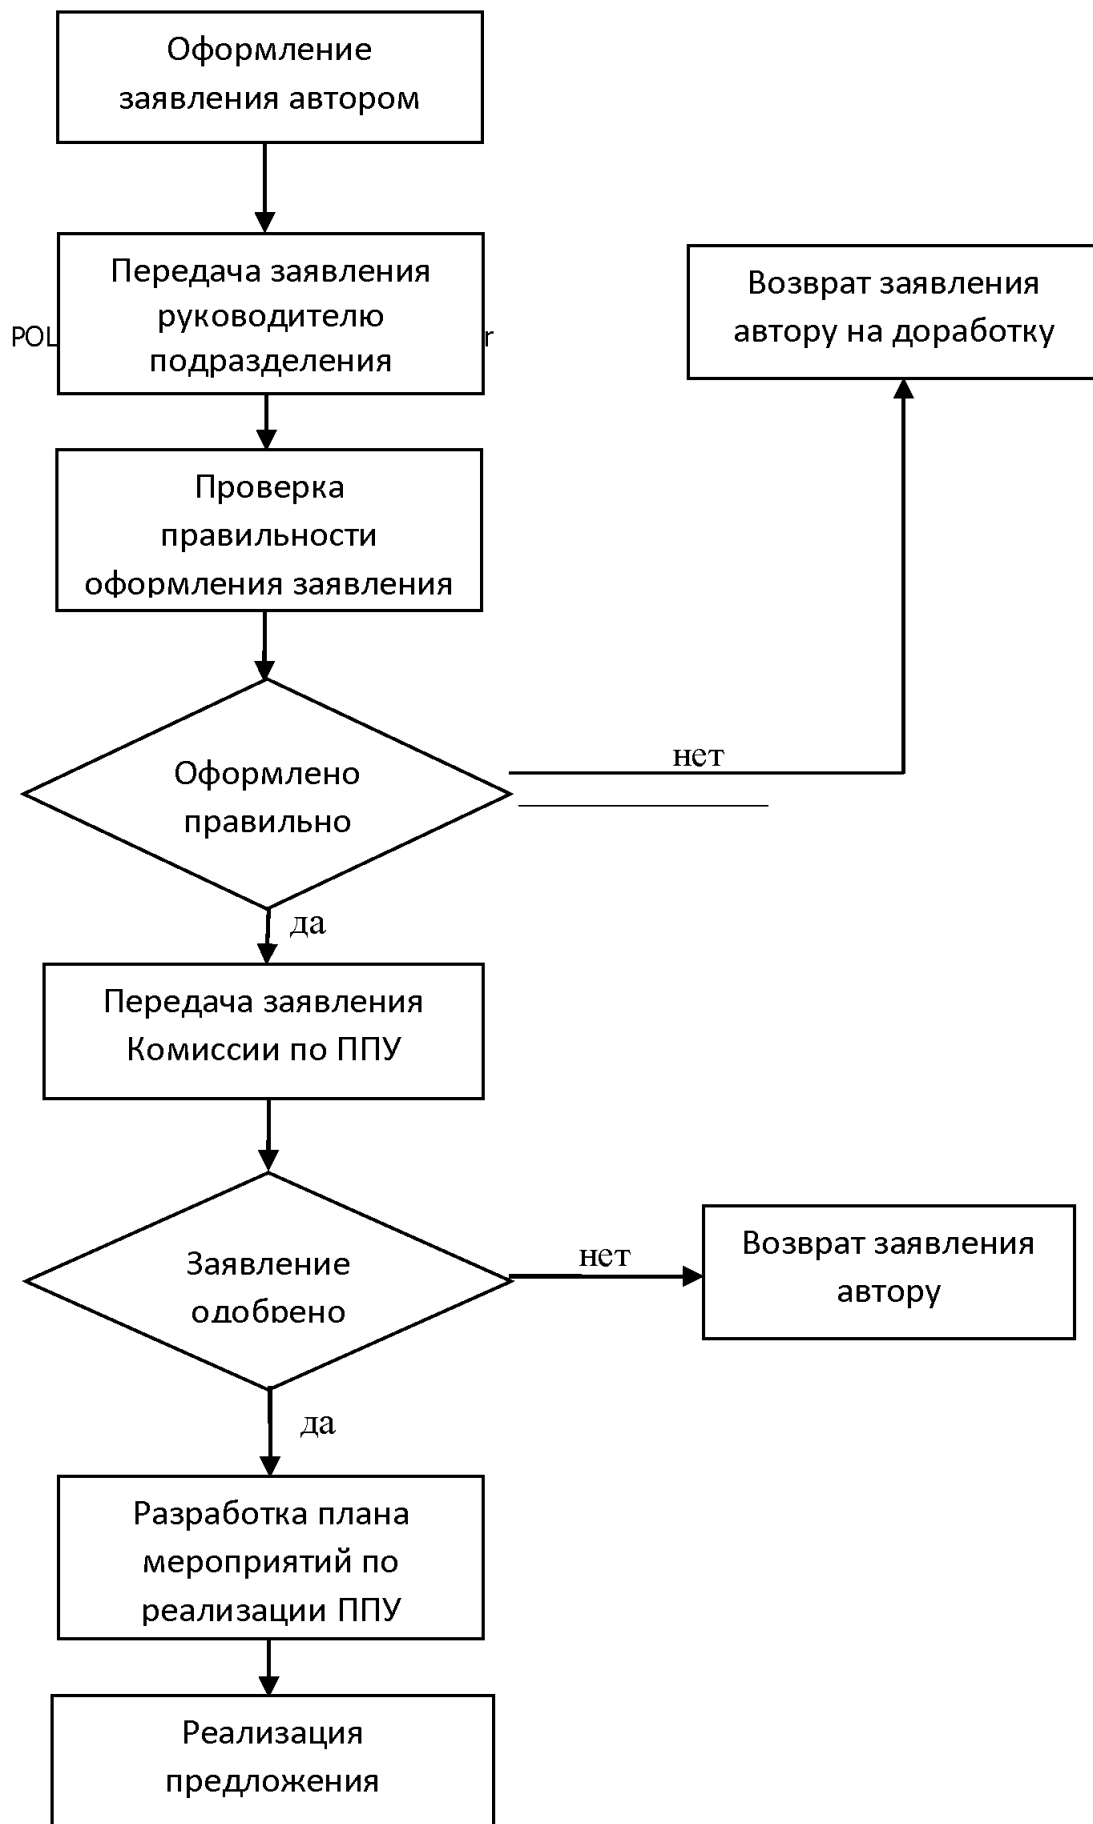 Оформление
заявления автором
Передача заявления
руководителю
подразделения
POL
r
Возврат заявления
автору на доработку
Проверка
правильности
оформления заявления
Оформлено
правильно
нет
да
Передача заявления
Комиссии по ППУ
Заявление
одобрено
нет
Возврат заявления
автору
да
Разработка плана
мероприятий по
реализации ППУ
Реализация
предложения